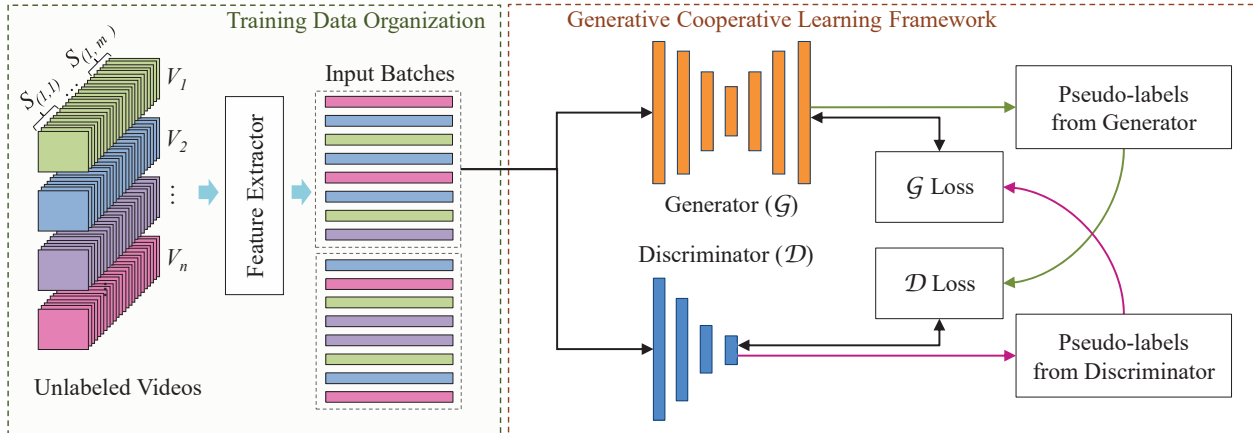 Training Data Organization
Generative Cooperative Learning Framework
S(1,1) ... S(1,m)
V1
V2
⋮
Vn
Unlabeled Videos
Feature Extractor
Input Batches
Generator (𝒢)
Discriminator (𝒟)
𝒢 Loss
𝒟 Loss
Pseudo-labels
from Generator
Pseudo-labels
from Discriminator